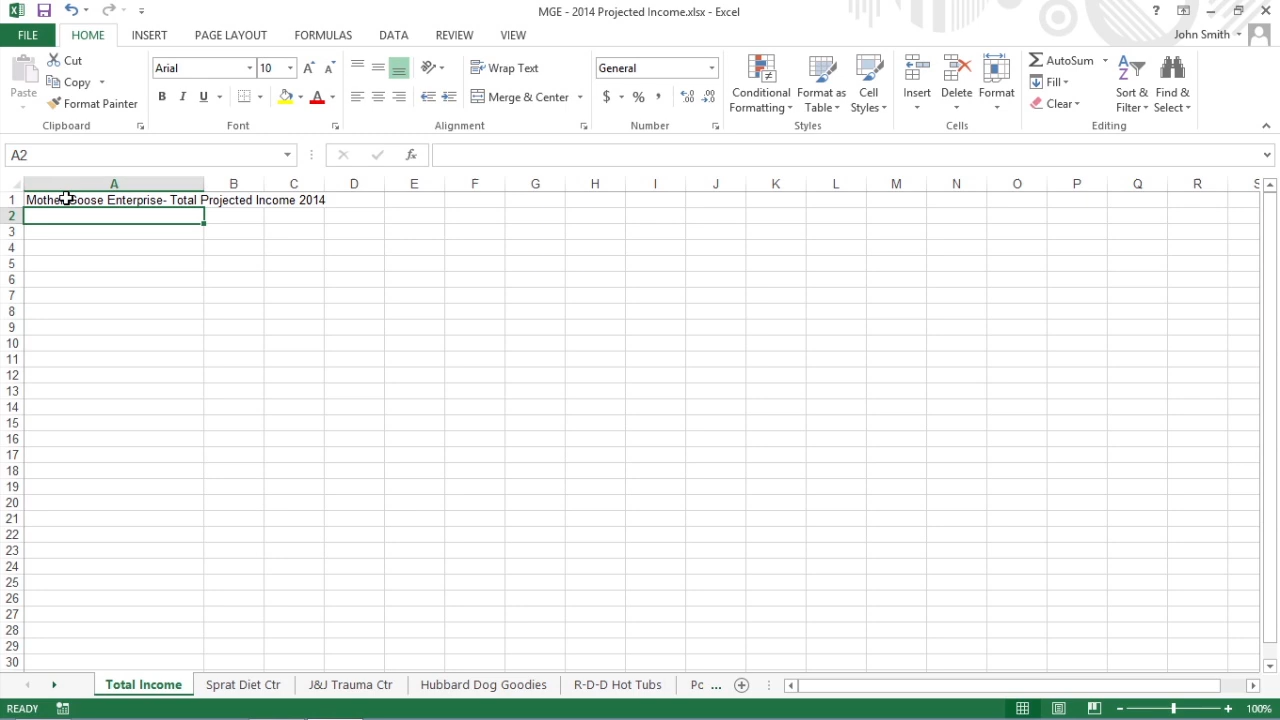 MGE - 2014 Projected Income.xlsx - Excel
FILE HOME INSERT PAGE LAYOUT FORMULAS DATA REVIEW VIEW John Smith
Paste Cut Copy Format Painter
Arial 10
B I U
Wrap Text
Merge & Center
General
$ % ,
Conditional Formatting
Format as Table
Cell Styles
Insert Delete Format
AutoSum
Fill
Clear
Sort & Filter
Find & Select
Clipboard Font Alignment Number Styles Cells Editing
A2 fx
A B C D E F G H I J K L M N O P Q R S
1 Mother Goose Enterprise- Total Projected Income 2014
2
3
4
5
6
7
8
9
10
11
12
13
14
15
16
17
18
19
20
21
22
23
24
25
26
27
28
29
30
Total Income Sprat Diet Ctr J&J Trauma Ctr Hubbard Dog Goodies R-D-D Hot Tubs Pc ...
READY 100%